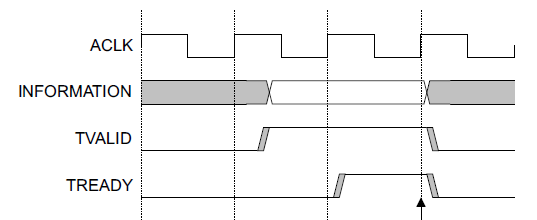 ACLK
INFORMATION
TVALID
TREADY